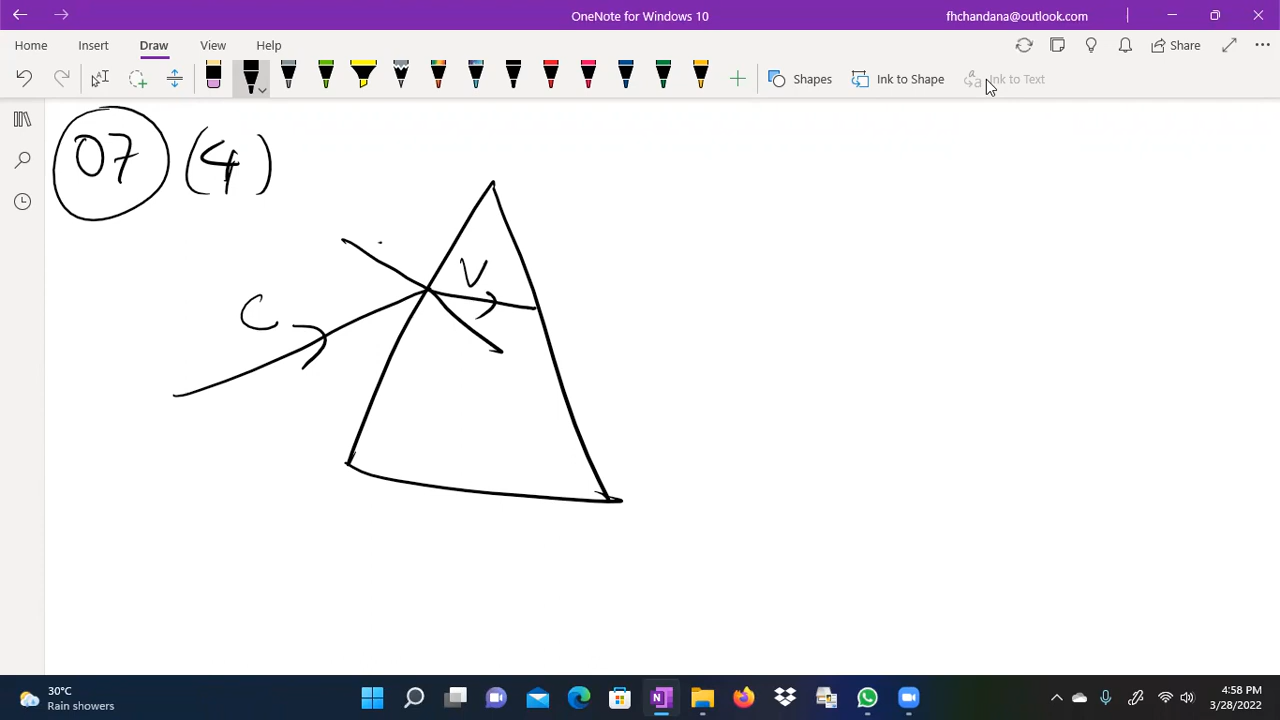 OneNote for Windows 10
fhchandana@outlook.com
Home Insert Draw View Help
Share
Shapes Ink to Shape Ink to Text
07 (4)
C
V
30°C
Rain showers
4:58 PM
3/28/2022